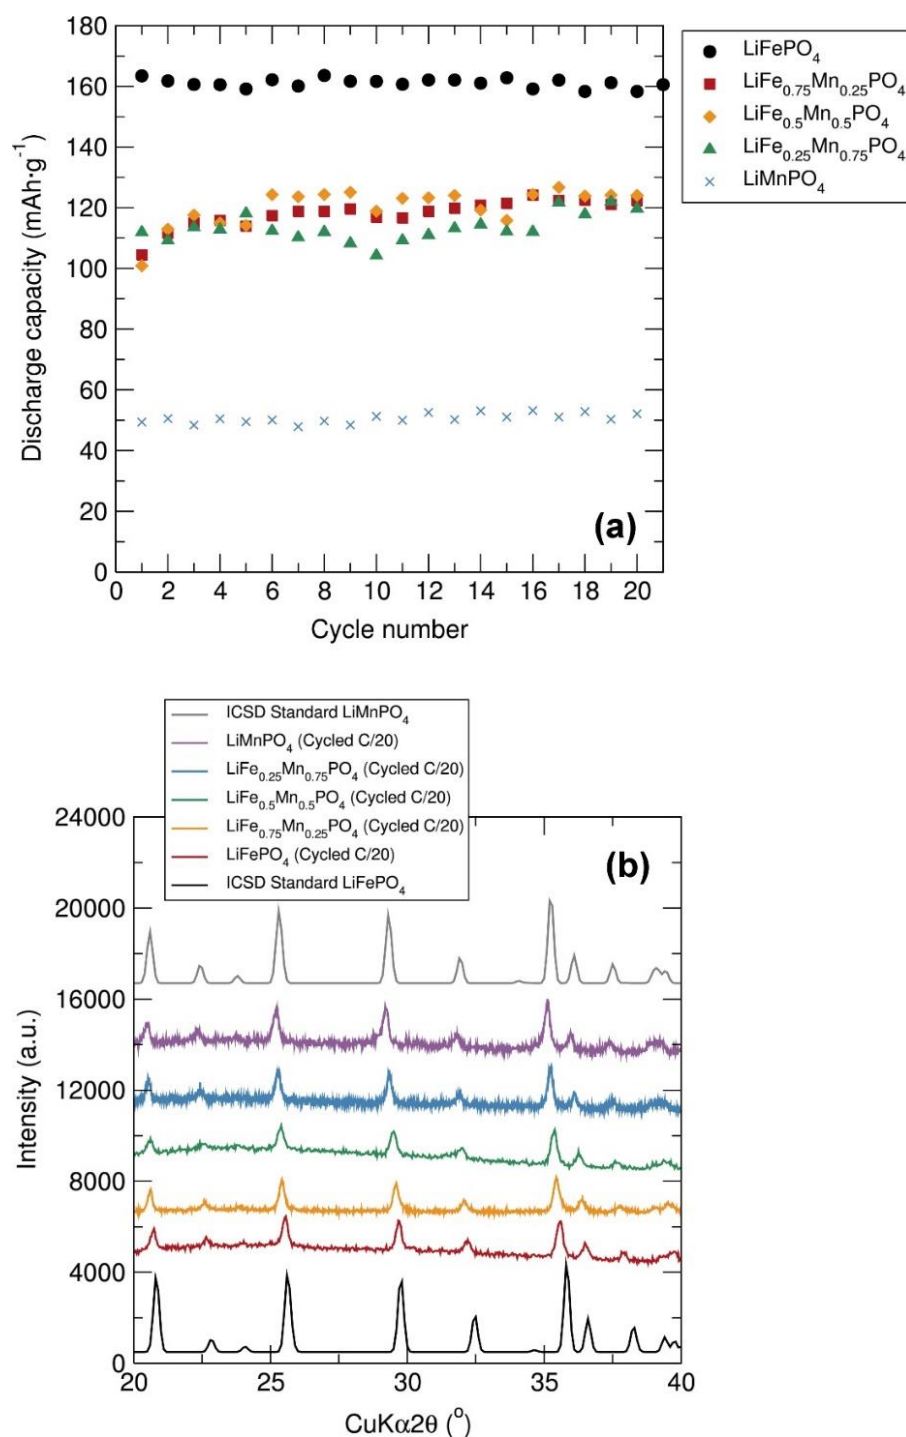 180
160
140
120
100
80
60
40
20
0
Discharge capacity (mAh·g⁻¹)
0 2 4 6 8 10 12 14 16 18 20
Cycle number
(a)
LiFePO₄
LiFe₀.₇₅Mn₀.₂₅PO₄
LiFe₀.₅Mn₀.₅PO₄
LiFe₀.₂₅Mn₀.₇₅PO₄
LiMnPO₄
ICSD Standard LiMnPO₄
LiMnPO₄ (Cycled C/20)
LiFe₀.₂₅Mn₀.₇₅PO₄ (Cycled C/20)
LiFe₀.₅Mn₀.₅PO₄ (Cycled C/20)
LiFe₀.₇₅Mn₀.₂₅PO₄ (Cycled C/20)
LiFePO₄ (Cycled C/20)
ICSD Standard LiFePO₄
(b)
24000
20000
16000
12000
8000
4000
0
Intensity (a.u.)
20 25 30 35 40
CuKα2θ (°)